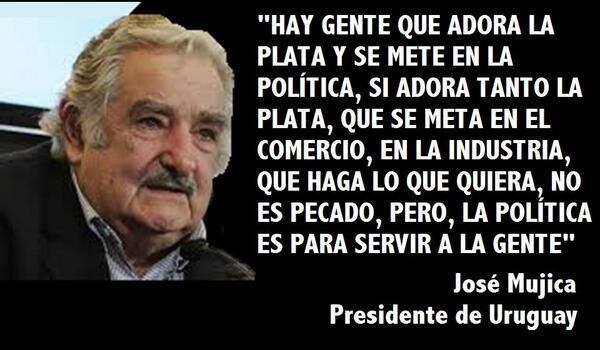 "HAY GENTE QUE ADORA LA
PLATA Y SE METE EN LA
POLÍTICA, SI ADORA TANTO LA
PLATA, QUE SE META EN EL
COMERCIO, EN LA INDUSTRIA,
QUE HAGA LO QUE QUIERA, NO
ES PECADO, PERO, LA POLÍTICA
ES PARA SERVIR A LA GENTE"
José Mujica
Presidente de Uruguay